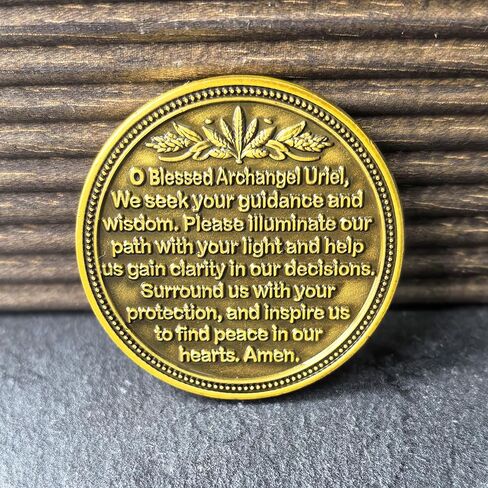 O Blessed Archangel Uriel,
We seek your guidance and
wisdom. Please illuminate our
path with your light and help
us gain clarity in our decisions.
Surround us with your
protection, and inspire us
to find peace in our
hearts. Amen.